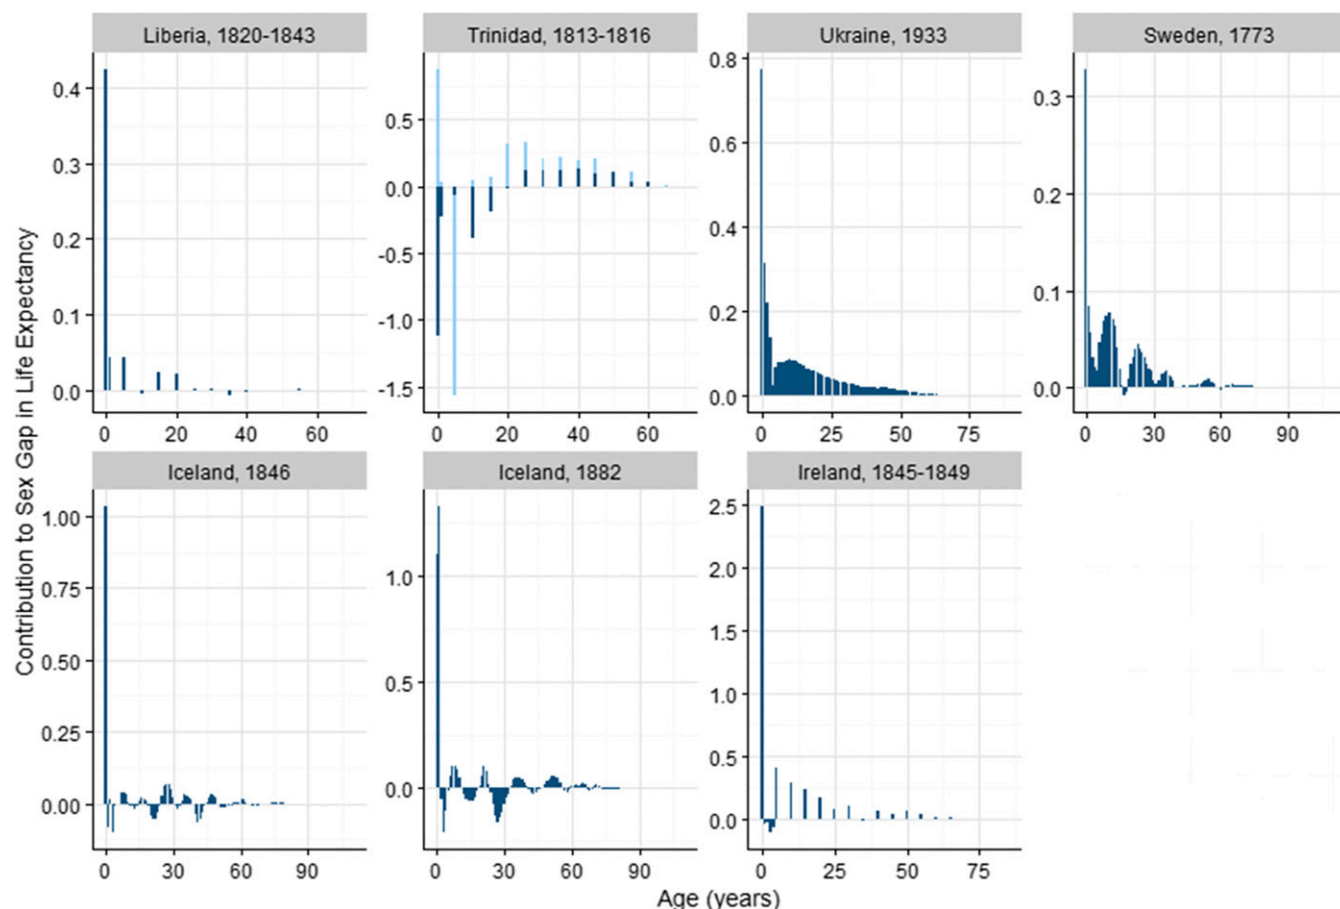 Contribution to Sex Gap in Life Expectancy
Liberia, 1820-1843
0.4
0.3
0.2
0.1
0.0
0 20 40 60
Trinidad, 1813-1816
0.5
0.0
-0.5
-1.0
-1.5
0 20 40 60
Ukraine, 1933
0.8
0.6
0.4
0.2
0.0
0 25 50 75
Sweden, 1773
0.3
0.2
0.1
0.0
0 30 60 90
Iceland, 1846
1.00
0.75
0.50
0.25
0.00
0 30 60 90
Iceland, 1882
1.0
0.5
0.0
0 30 60 90
Ireland, 1845-1849
2.5
2.0
1.5
1.0
0.5
0.0
0 25 50 75
Age (years)